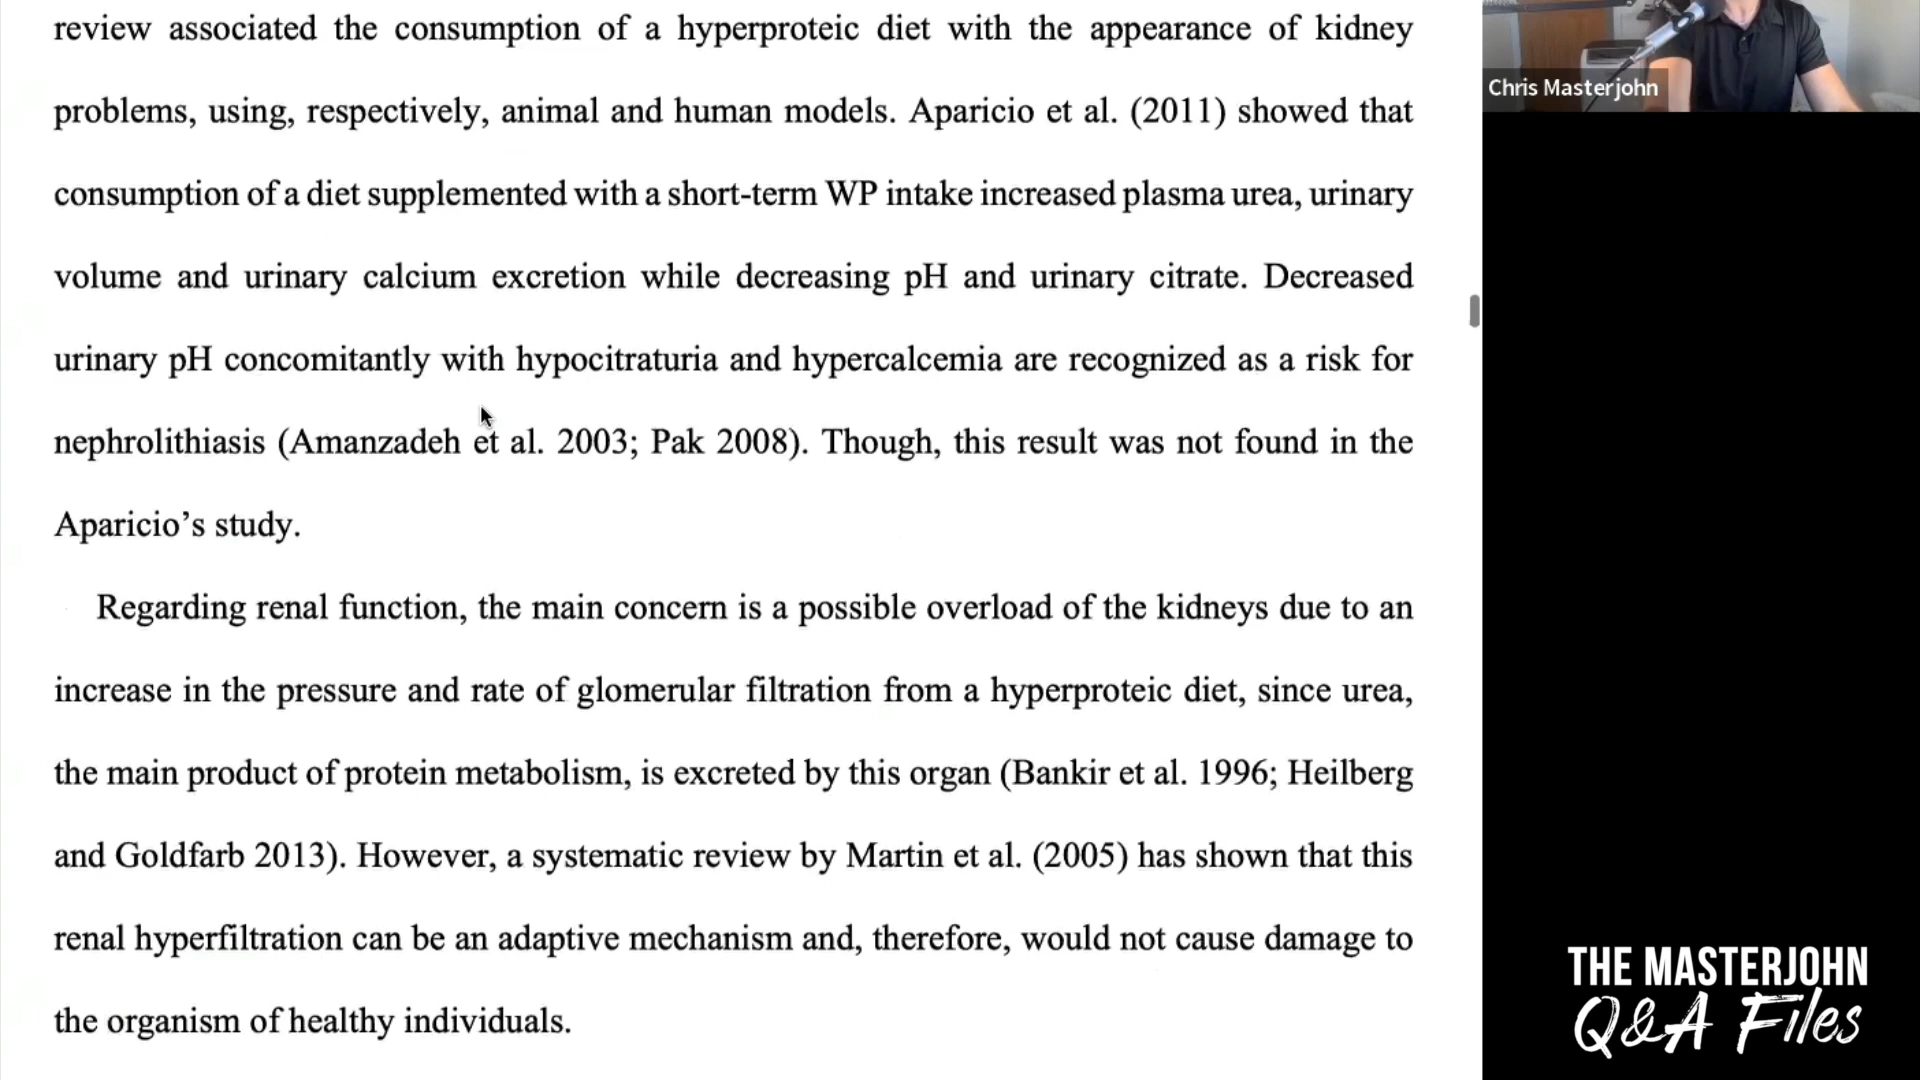 review associated the consumption of a hyperproteic diet with the appearance of kidney
problems, using, respectively, animal and human models. Aparicio et al. (2011) showed that
consumption of a diet supplemented with a short-term WP intake increased plasma urea, urinary
volume and urinary calcium excretion while decreasing pH and urinary citrate. Decreased
urinary pH concomitantly with hypocitraturia and hypercalcemia are recognized as a risk for
nephrolithiasis (Amanzadeh et al. 2003; Pak 2008). Though, this result was not found in the
Aparicio’s study.
Regarding renal function, the main concern is a possible overload of the kidneys due to an
increase in the pressure and rate of glomerular filtration from a hyperproteic diet, since urea,
the main product of protein metabolism, is excreted by this organ (Bankir et al. 1996; Heilberg
and Goldfarb 2013). However, a systematic review by Martin et al. (2005) has shown that this
renal hyperfiltration can be an adaptive mechanism and, therefore, would not cause damage to
the organism of healthy individuals.
Chris Masterjohn
THE MASTERJOHN
Q&A Files